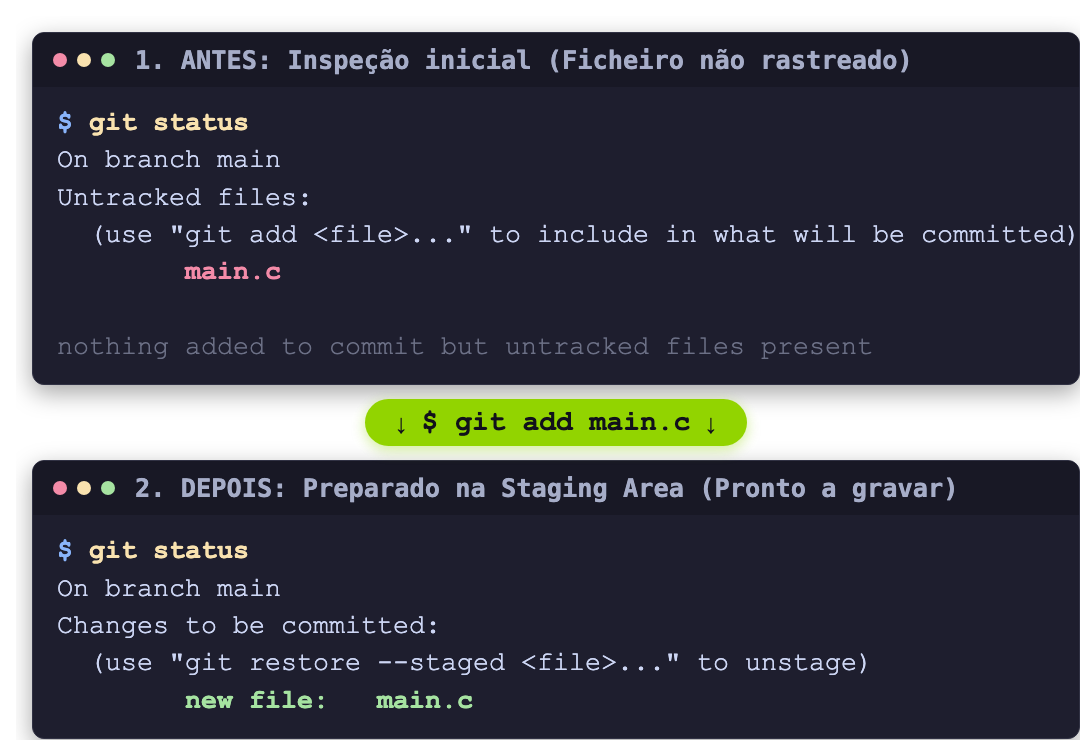 1. ANTES: Inspeção inicial (Ficheiro não rastreado)
$ git status
On branch main
Untracked files:
  (use "git add <file>..." to include in what will be committed)
        main.c
nothing added to commit but untracked files present
↓ $ git add main.c ↓
2. DEPOIS: Preparado na Staging Area (Pronto a gravar)
$ git status
On branch main
Changes to be committed:
  (use "git restore --staged <file>..." to unstage)
        new file:   main.c